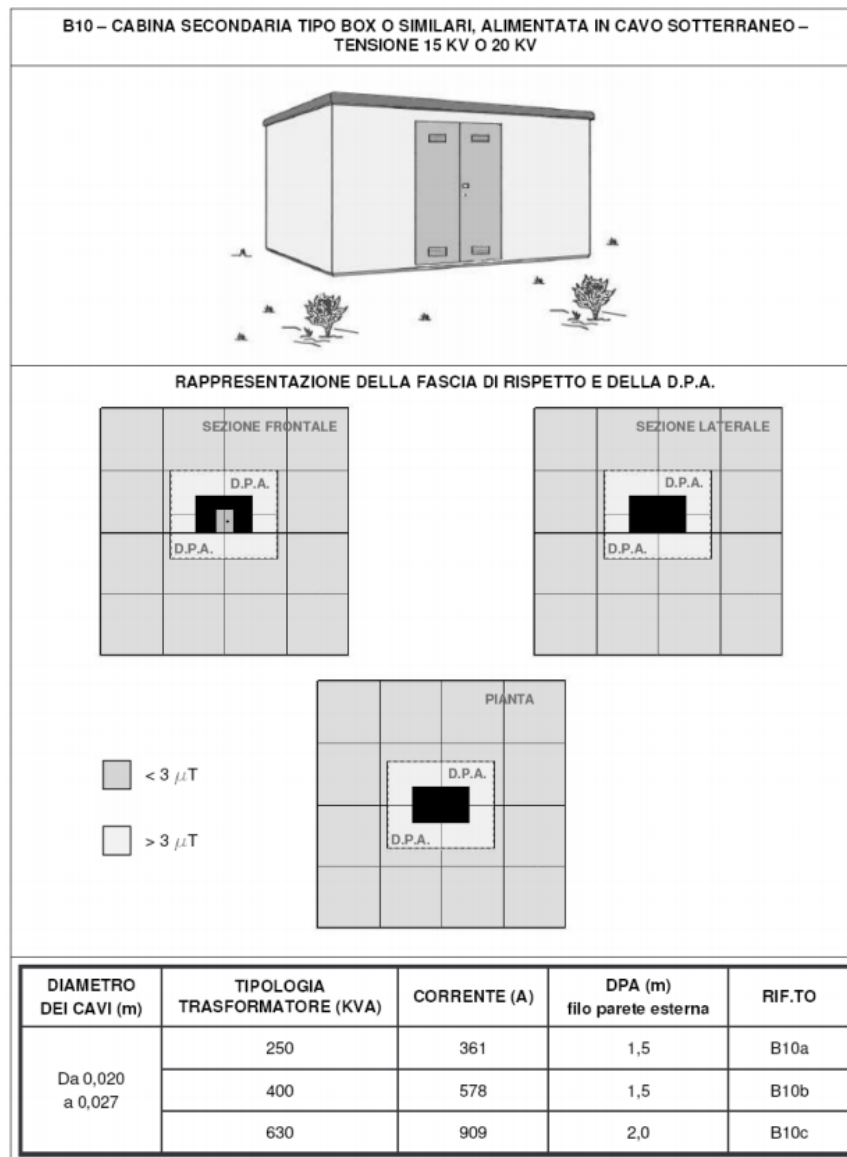 B10 – CABINA SECONDARIA TIPO BOX O SIMILARI, ALIMENTATA IN CAVO SOTTERRANEO –
TENSIONE 15 KV O 20 KV
RAPPRESENTAZIONE DELLA FASCIA DI RISPETTO E DELLA D.P.A.
SEZIONE FRONTALE
D.P.A.
D.P.A.
SEZIONE LATERALE
D.P.A.
D.P.A.
PIANTA
D.P.A.
D.P.A.
< 3 μT
> 3 μT
DIAMETRO DEI CAVI (m)
TIPOLOGIA TRASFORMATORE (KVA)
CORRENTE (A)
DPA (m) filo parete esterna
RIF.TO
Da 0,020 a 0,027
250 361 1,5 B10a
400 578 1,5 B10b
630 909 2,0 B10c